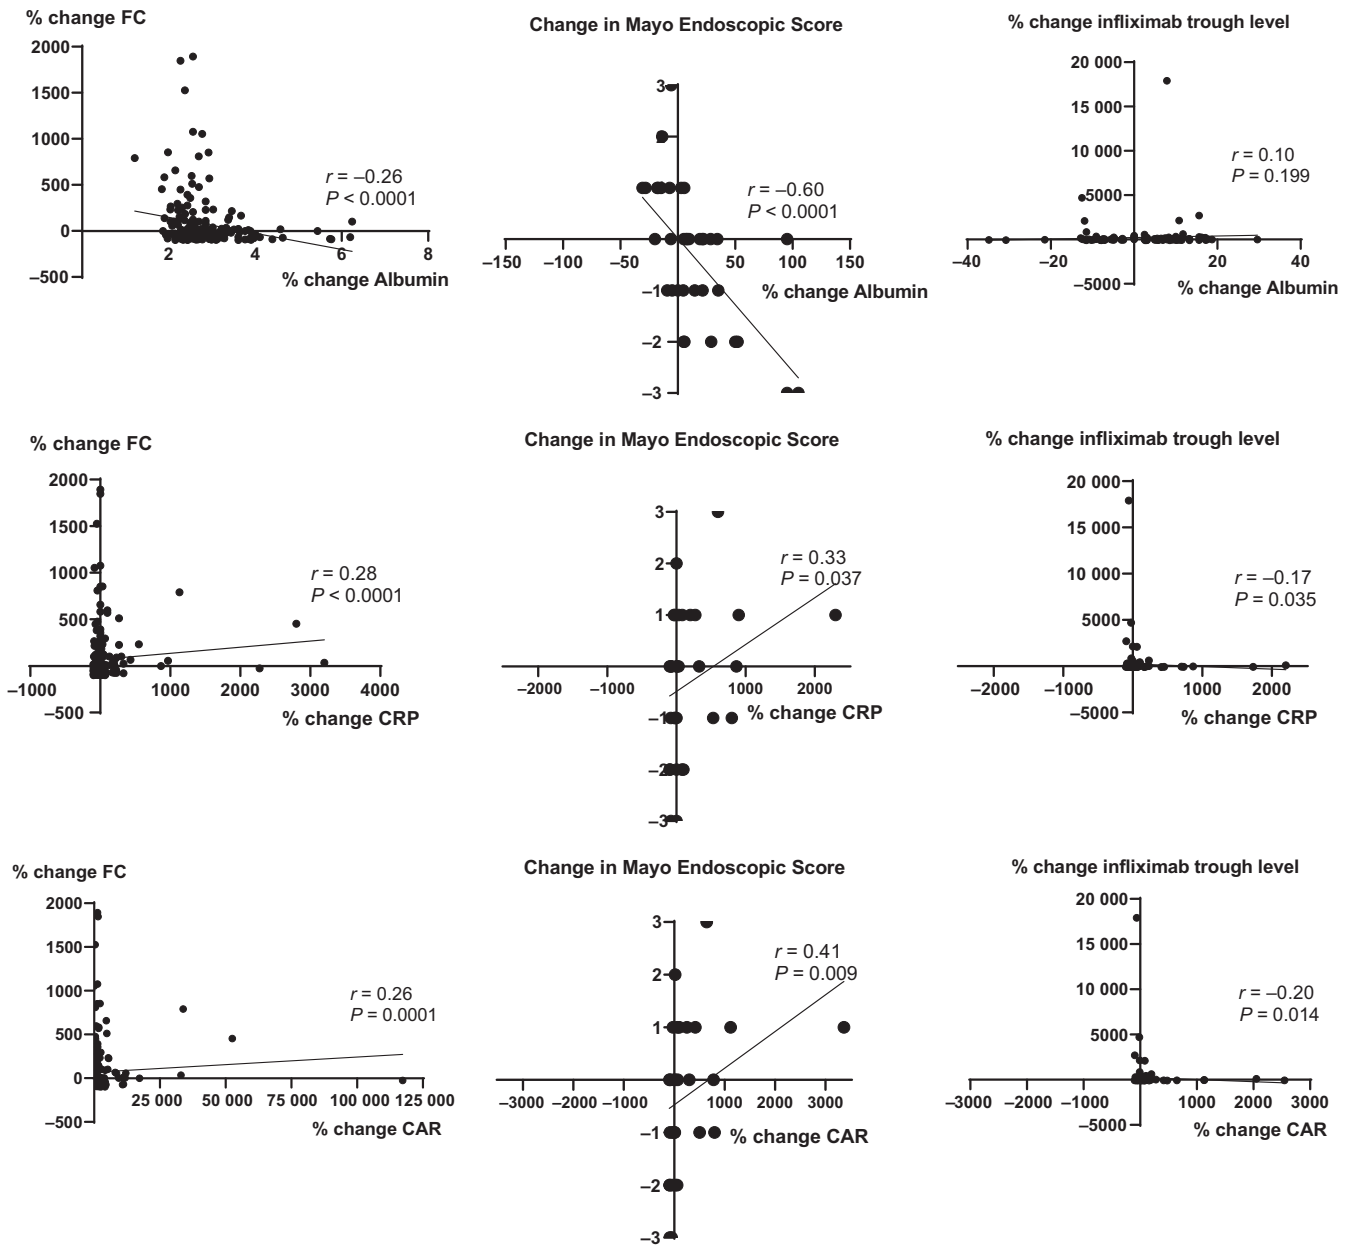 % change FC
2000
1500
1000
500
0
–500
2 4 6 8
% change Albumin
r = –0.26
P < 0.0001
Change in Mayo Endoscopic Score
3
2
1
–1
–2
–3
–150 –100 –50 50 100 150
% change Albumin
r = –0.60
P < 0.0001
% change infliximab trough level
20 000
15 000
10 000
5000
–5000
–40 –20 20 40
% change Albumin
r = 0.10
P = 0.199
% change FC
2000
1500
1000
500
–500
–1000 1000 2000 3000 4000
% change CRP
r = 0.28
P < 0.0001
Change in Mayo Endoscopic Score
3
2
1
–1
–2
–3
–2000 –1000 1000 2000
% change CRP
r = 0.33
P = 0.037
% change infliximab trough level
20 000
15 000
10 000
5000
–5000
–2000 –1000 1000 2000
% change CRP
r = –0.17
P = 0.035
% change FC
2000
1500
1000
500
0
–500
25 000 50 000 75 000 100 000 125 000
% change CAR
r = 0.26
P = 0.0001
Change in Mayo Endoscopic Score
3
2
1
–1
–2
–3
–3000 –2000 –1000 1000 2000 3000
% change CAR
r = 0.41
P = 0.009
% change infliximab trough level
20 000
15 000
10 000
5000
–5000
–3000 –2000 –1000 1000 2000 3000
% change CAR
r = –0.20
P = 0.014